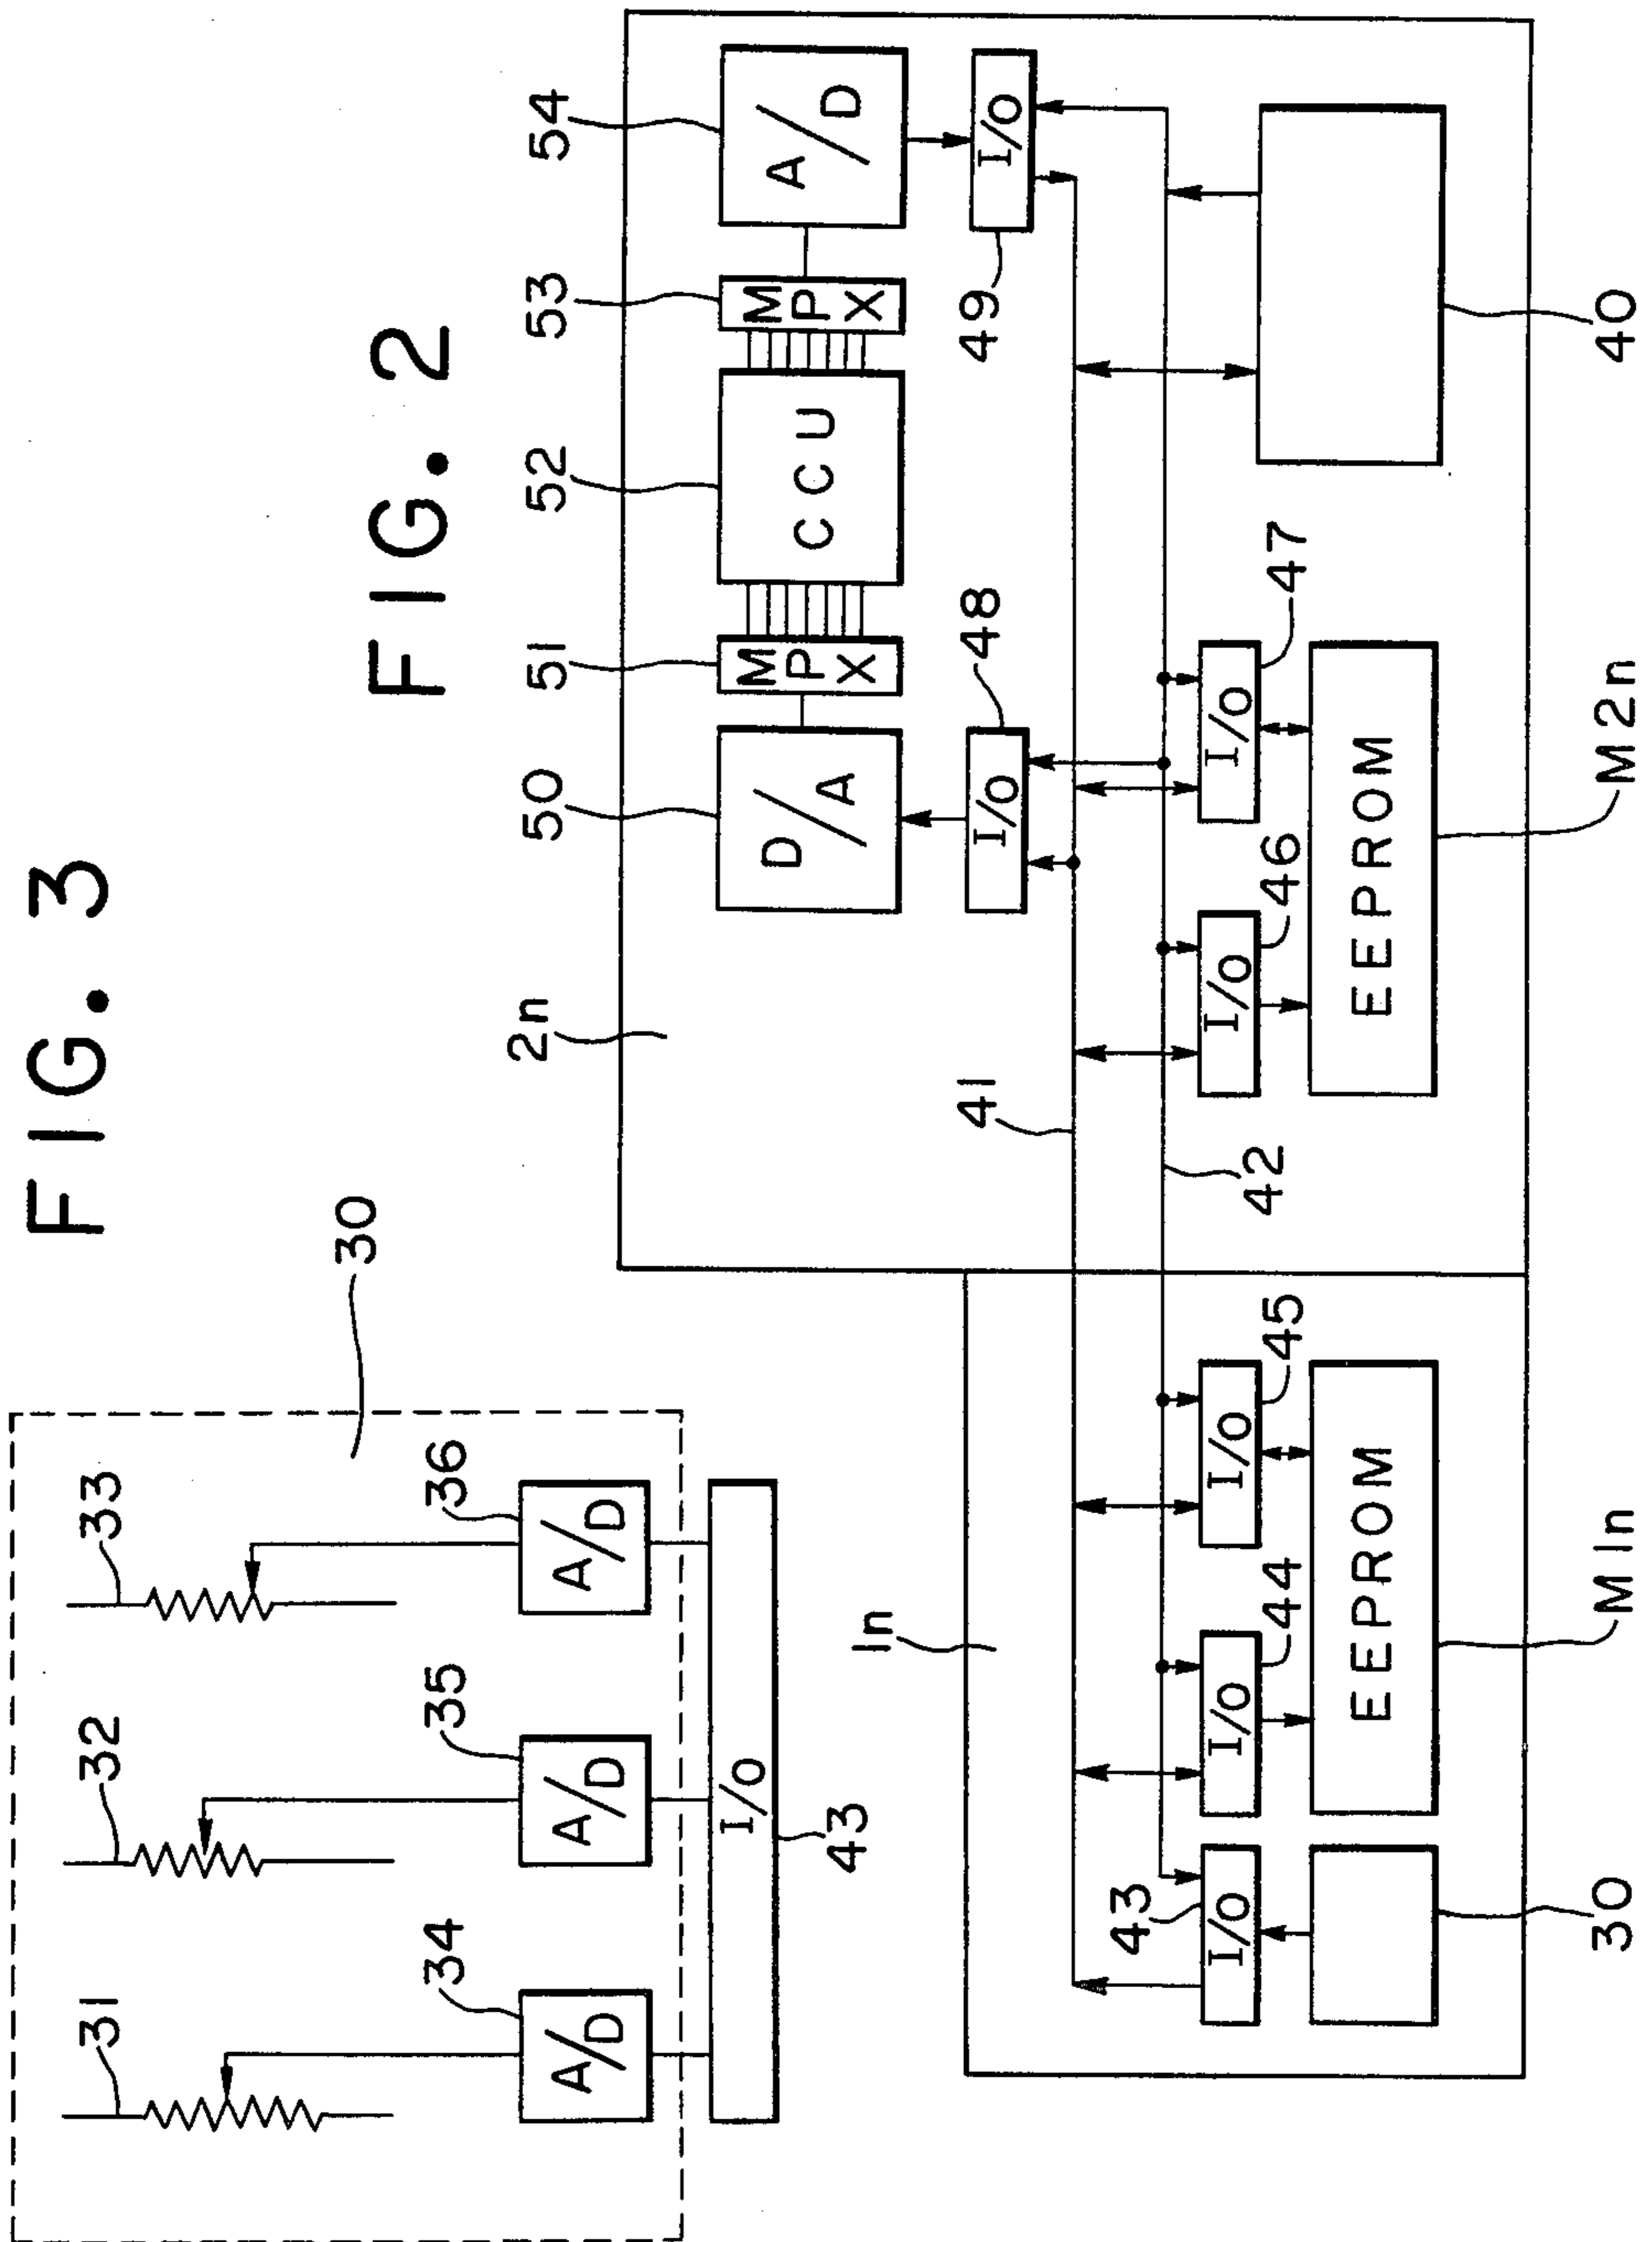 FIG. 3
31
32
33
34
35
36
30
A/D
A/D
A/D
I/O
43
FIG. 2
50
51
52
53
54
D/A
MPX
CCU
MPX
A/D
2n
I/O
48
I/O
49
41
42
1n
43
I/O
I/O
44
I/O
45
I/O
46
I/O
47
EEPROM
EEPROM
30
M1n
M2n
40